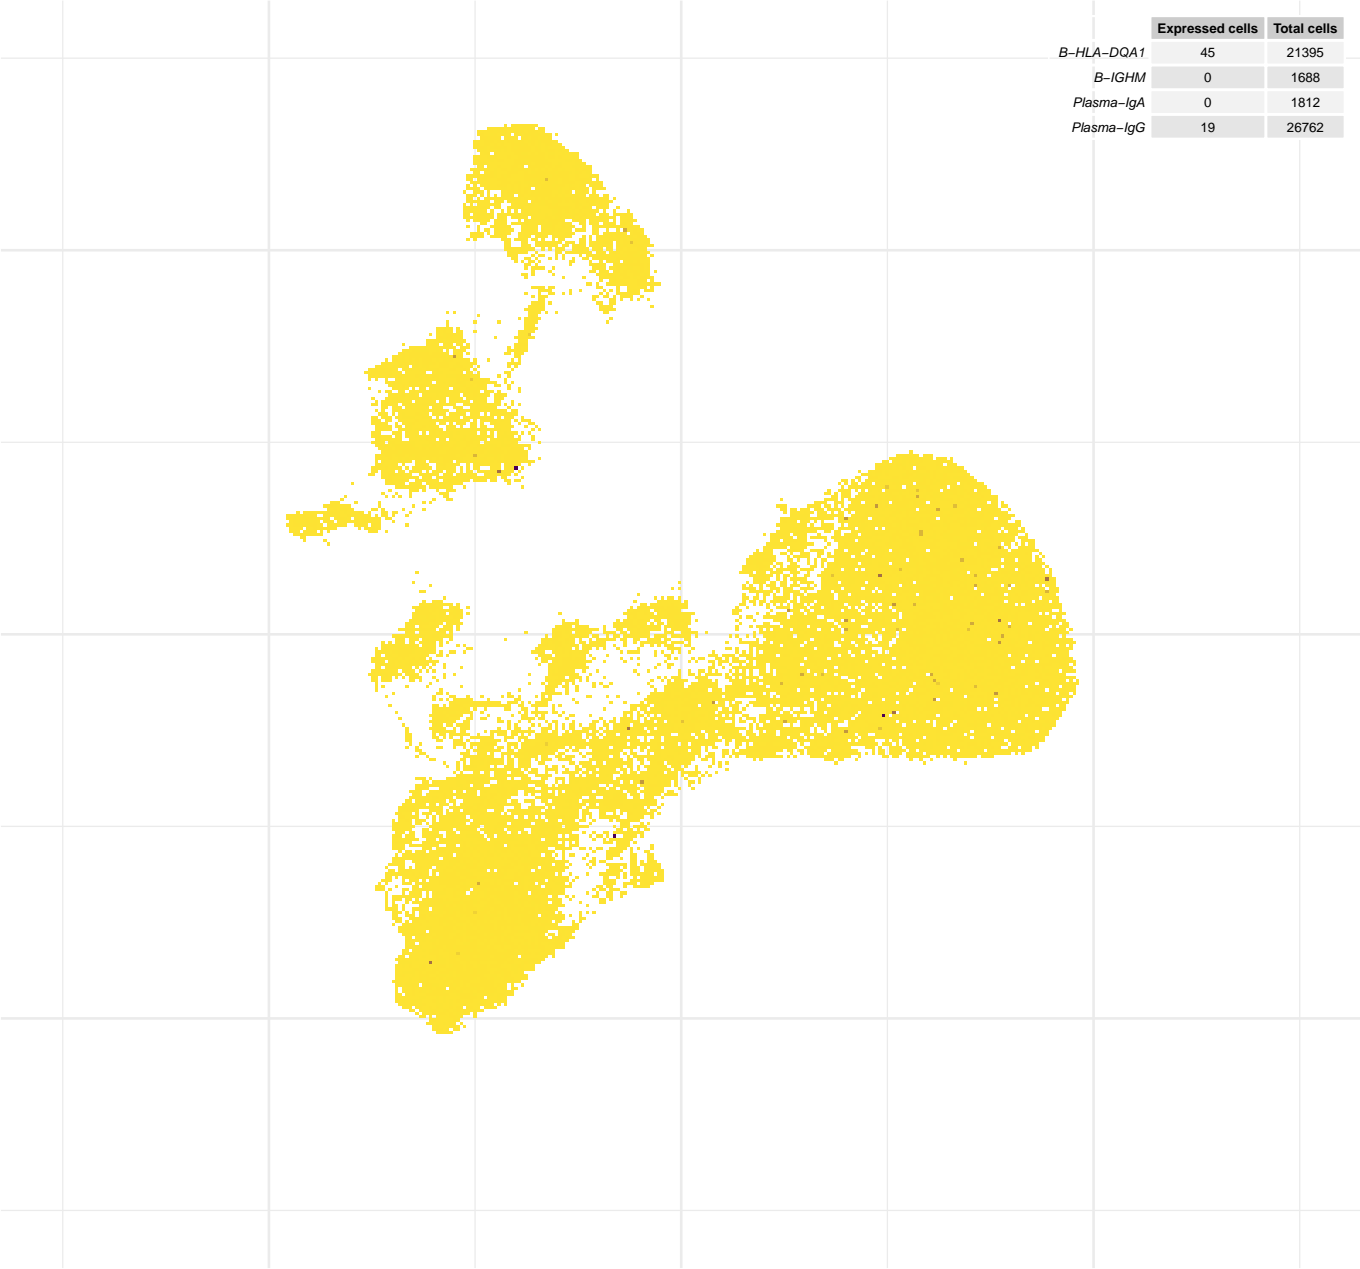 Expressed cells Total cells
B−HLA−DQA1 45 21395
B−IGHM 0 1688
Plasma−IgA 0 1812
Plasma−IgG 19 26762